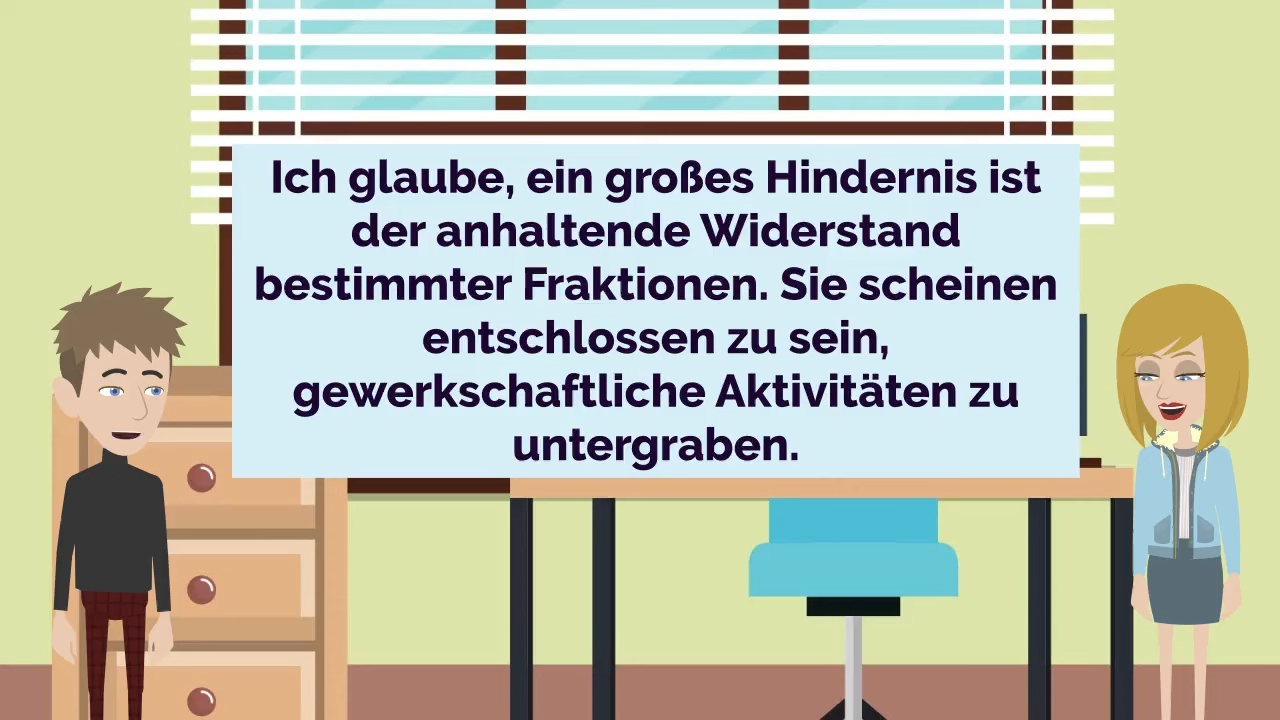 Ich glaube, ein großes Hindernis ist
der anhaltende Widerstand
bestimmter Fraktionen. Sie scheinen
entschlossen zu sein,
gewerkschaftliche Aktivitäten zu
untergraben.